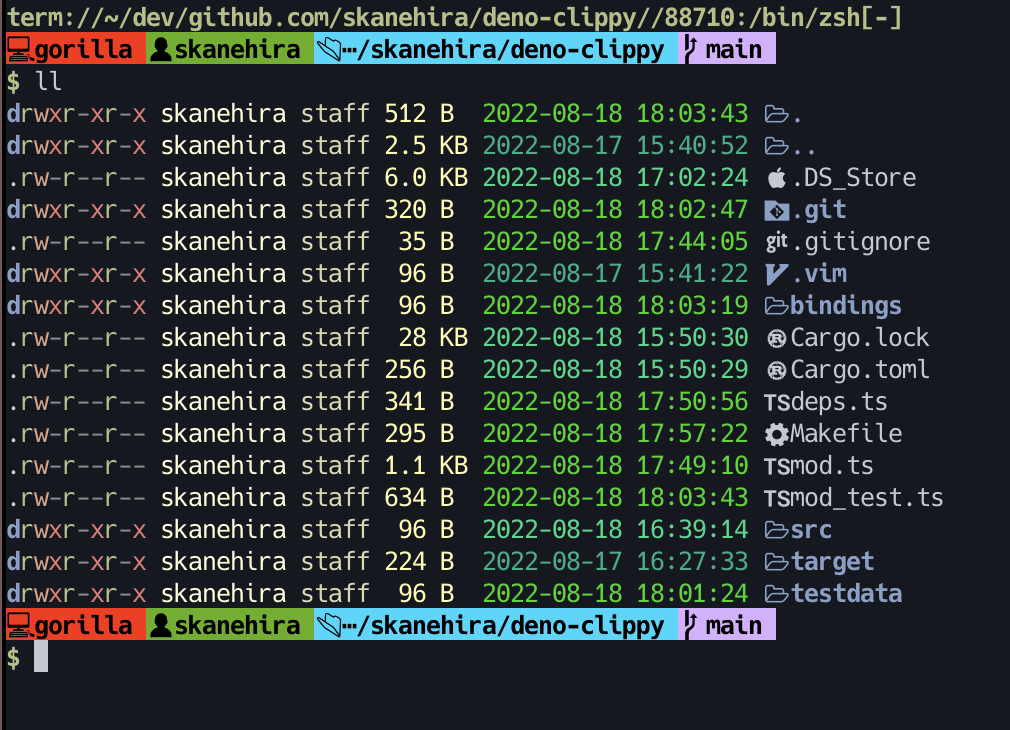 term://~/dev/github.com/skanehira/deno-clippy//88710:/bin/zsh[-]
gorilla skanehira …/skanehira/deno-clippy main
$ ll
drwxr-xr-x skanehira staff 512 B 2022-08-18 18:03:43 .
drwxr-xr-x skanehira staff 2.5 KB 2022-08-17 15:40:52 ..
.rw-r--r-- skanehira staff 6.0 KB 2022-08-18 17:02:24 .DS_Store
drwxr-xr-x skanehira staff 320 B 2022-08-18 18:02:47 .git
.rw-r--r-- skanehira staff 35 B 2022-08-18 17:44:05 git .gitignore
drwxr-xr-x skanehira staff 96 B 2022-08-17 15:41:22 .vim
drwxr-xr-x skanehira staff 96 B 2022-08-18 18:03:19 bindings
.rw-r--r-- skanehira staff 28 KB 2022-08-18 15:50:30 Cargo.lock
.rw-r--r-- skanehira staff 256 B 2022-08-18 15:50:29 Cargo.toml
.rw-r--r-- skanehira staff 341 B 2022-08-18 17:50:56 TS deps.ts
.rw-r--r-- skanehira staff 295 B 2022-08-18 17:57:22 Makefile
.rw-r--r-- skanehira staff 1.1 KB 2022-08-18 17:49:10 TS mod.ts
.rw-r--r-- skanehira staff 634 B 2022-08-18 18:03:43 TS mod_test.ts
drwxr-xr-x skanehira staff 96 B 2022-08-18 16:39:14 src
drwxr-xr-x skanehira staff 224 B 2022-08-17 16:27:33 target
drwxr-xr-x skanehira staff 96 B 2022-08-18 18:01:24 testdata
gorilla skanehira …/skanehira/deno-clippy main
$